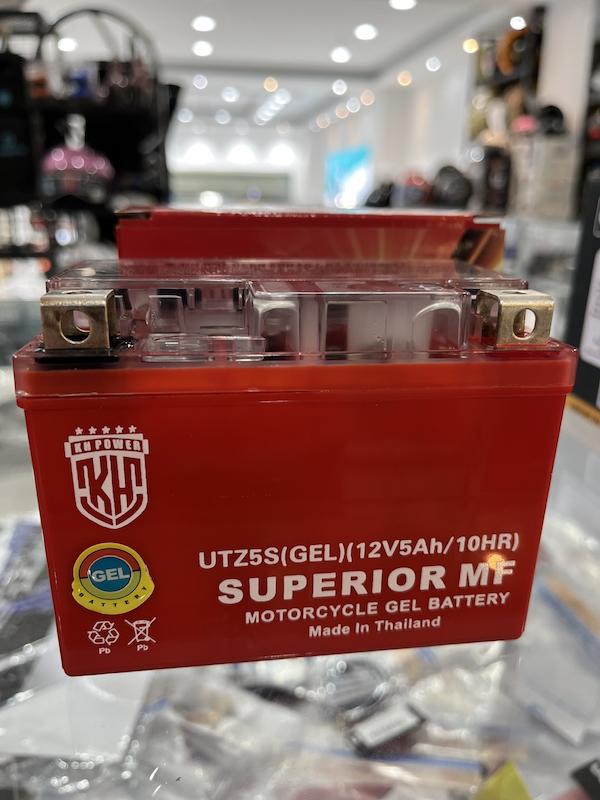 KH POWER
KH
GEL
BATTERY
Pb
Pb
UTZ5S(GEL)(12V5Ah/10HR)
SUPERIOR MF
MOTORCYCLE GEL BATTERY
Made In Thailand